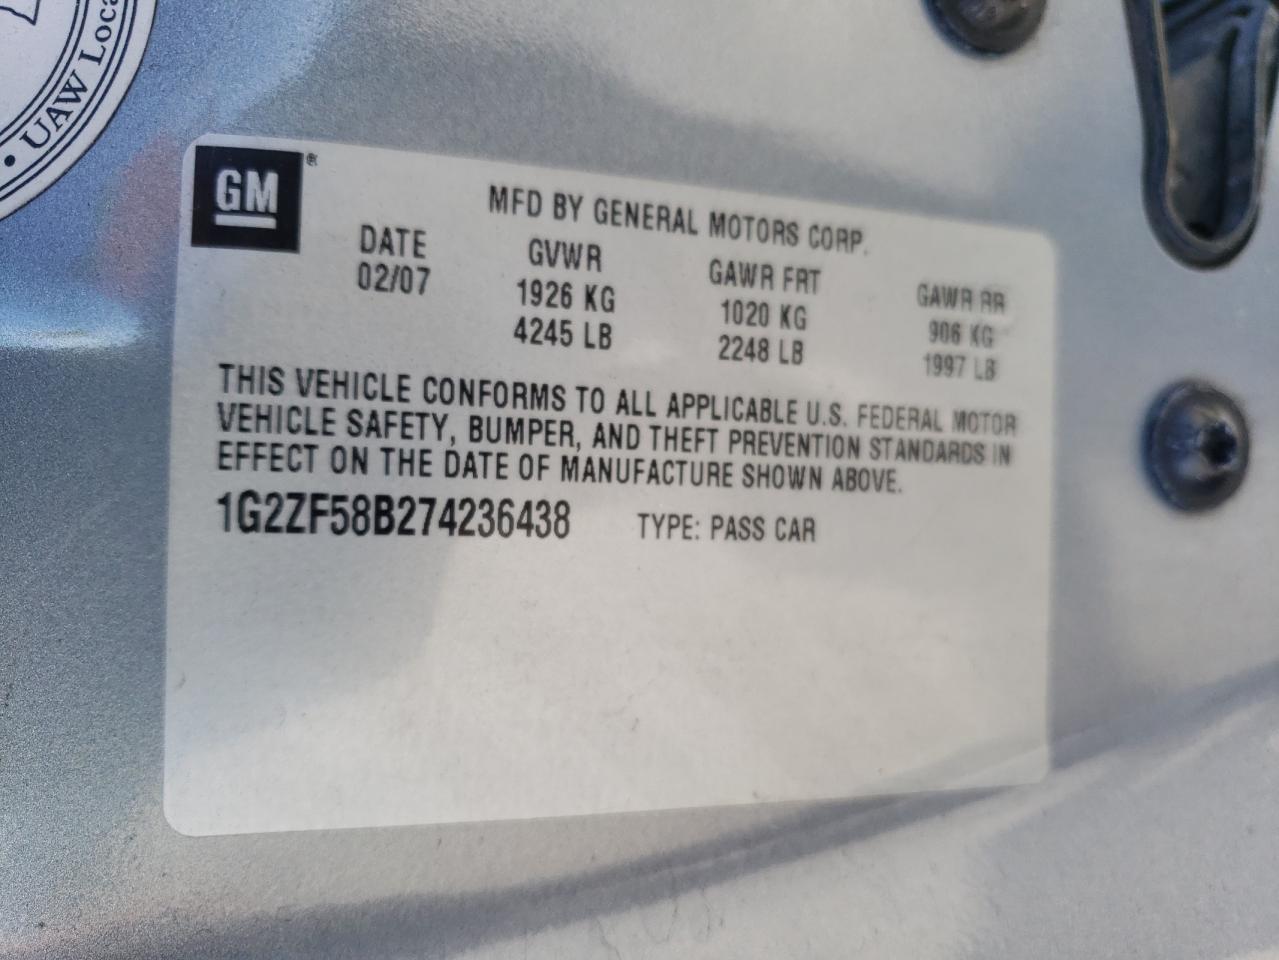 • UAW Loca
GM®
MFD BY GENERAL MOTORS CORP.
DATE GVWR GAWR FRT GAWR RR
02/07 1926 KG 1020 KG 906 KG
4245 LB 2248 LB 1997 LB
THIS VEHICLE CONFORMS TO ALL APPLICABLE U.S. FEDERAL MOTOR
VEHICLE SAFETY, BUMPER, AND THEFT PREVENTION STANDARDS IN
EFFECT ON THE DATE OF MANUFACTURE SHOWN ABOVE.
1G2ZF58B274236438 TYPE: PASS CAR